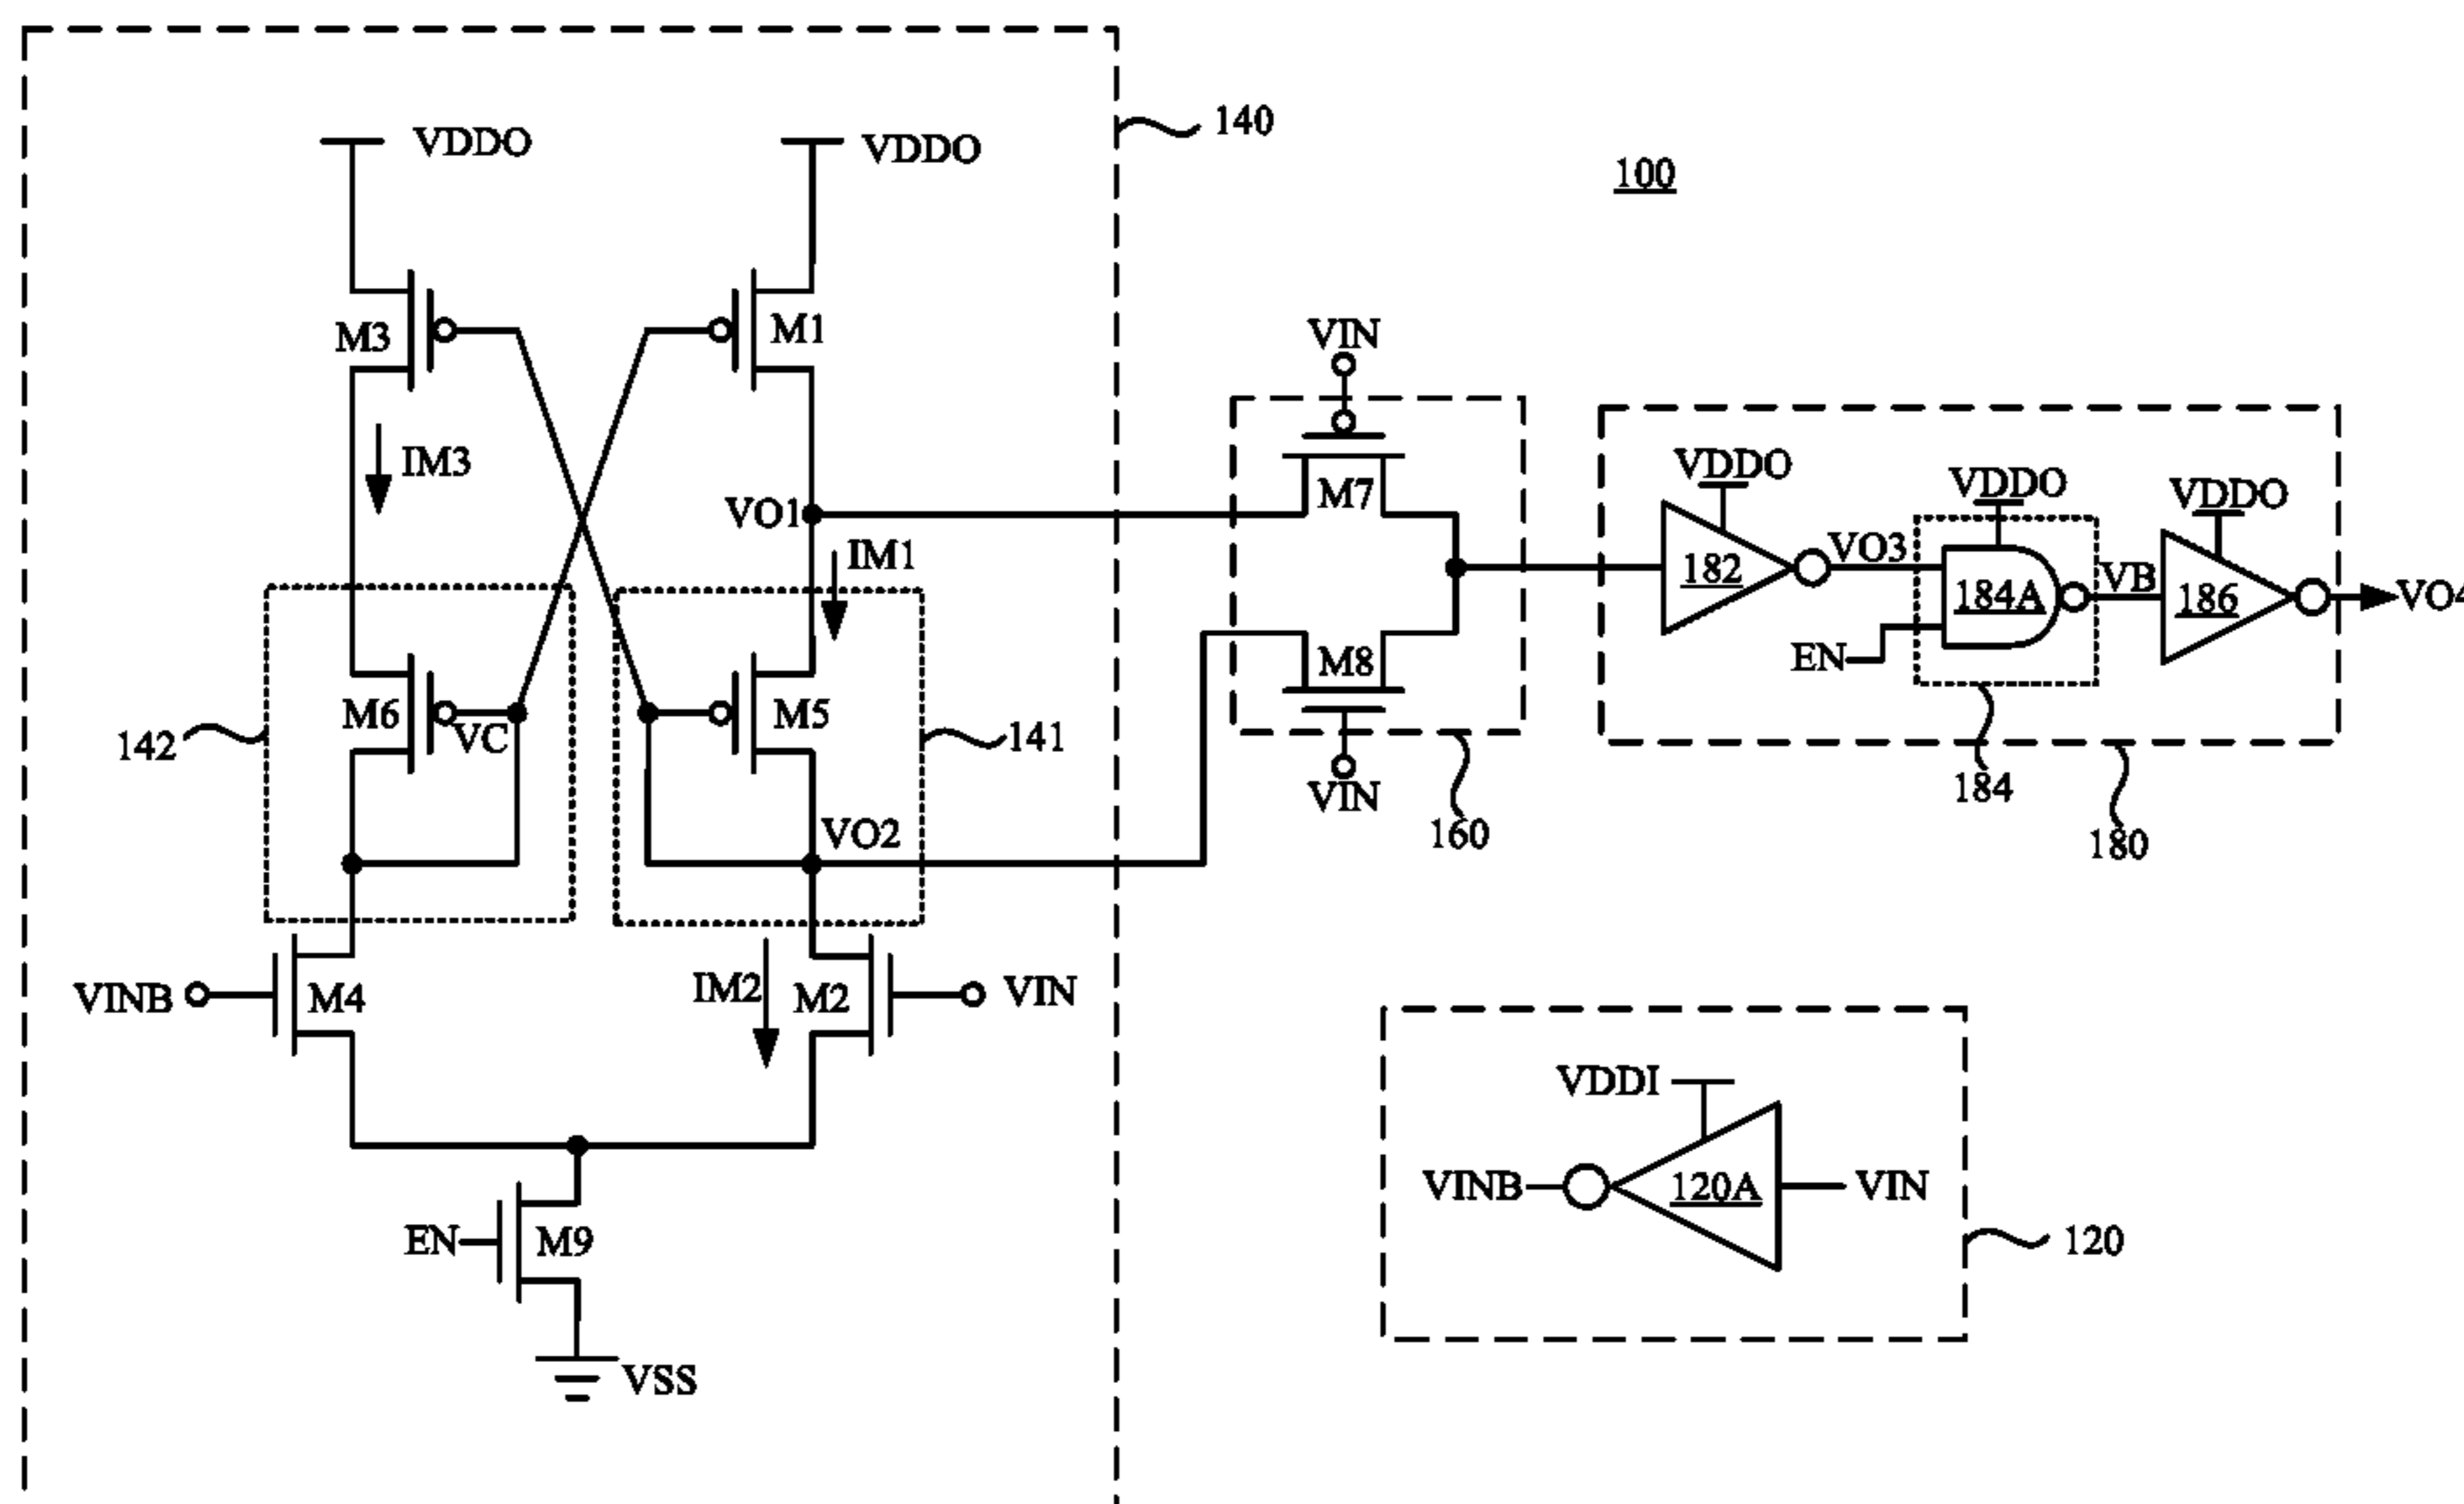 VDDO
VDDO
140
100
M3
M1
VIN
IM3
VO1
IM1
M7
VDDO
182
VO3
VDDO
184A
VB
VDDO
186
VO4
EN
M8
VIN
184
180
160
142
M6
VC
M5
141
VO2
VINB
M4
IM2
M2
VIN
VDDI
VINB
120A
VIN
120
EN
M9
VSS